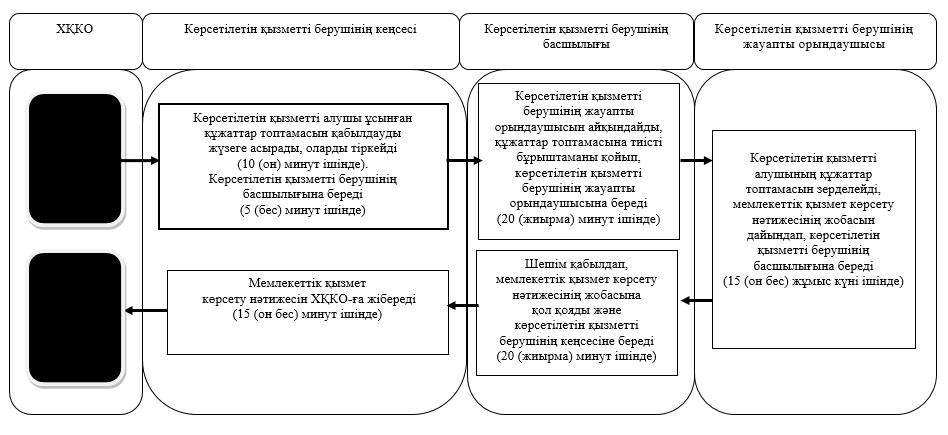 ХҚКО
Көрсетілетін қызметті берушінің кеңсесі
Көрсетілетін қызметті берушінің
басшылығы
Көрсетілетін қызметті берушінің
жауапты орындаушысы
Көрсетілетін қызметті алушы ұсынған
құжаттар топтамасын қабылдауды
жүзеге асырады, оларды тіркейді
(10 (он) минут ішінде).
Көрсетілетін қызметті берушінің
басшылығына береді
(5 (бес) минут ішінде)
Көрсетілетін қызметті
берушінің жауапты
орындаушысын айқындайды,
құжаттар топтамасына тиісті
бұрыштаманы қойып,
көрсетілетін қызметті
берушінің жауапты
орындаушысына береді
(20 (жиырма) минут ішінде)
Көрсетілетін қызметті
алушының құжаттар
топтамасын зерделейді,
мемлекеттік қызмет көрсету
нәтижесінің жобасын
дайындап, көрсетілетін
қызметті берушінің
басшылығына береді
(15 (он бес) жұмыс күні ішінде)
Шешім қабылдап,
мемлекеттік қызмет көрсету
нәтижесінің жобасына
қол қояды және
көрсетілетін қызметті
берушінің кеңсесіне береді
(20 (жиырма) минут ішінде)
Мемлекеттік қызмет
көрсету нәтижесін ХҚКО-ға жібереді
(15 (он бес) минут ішінде)